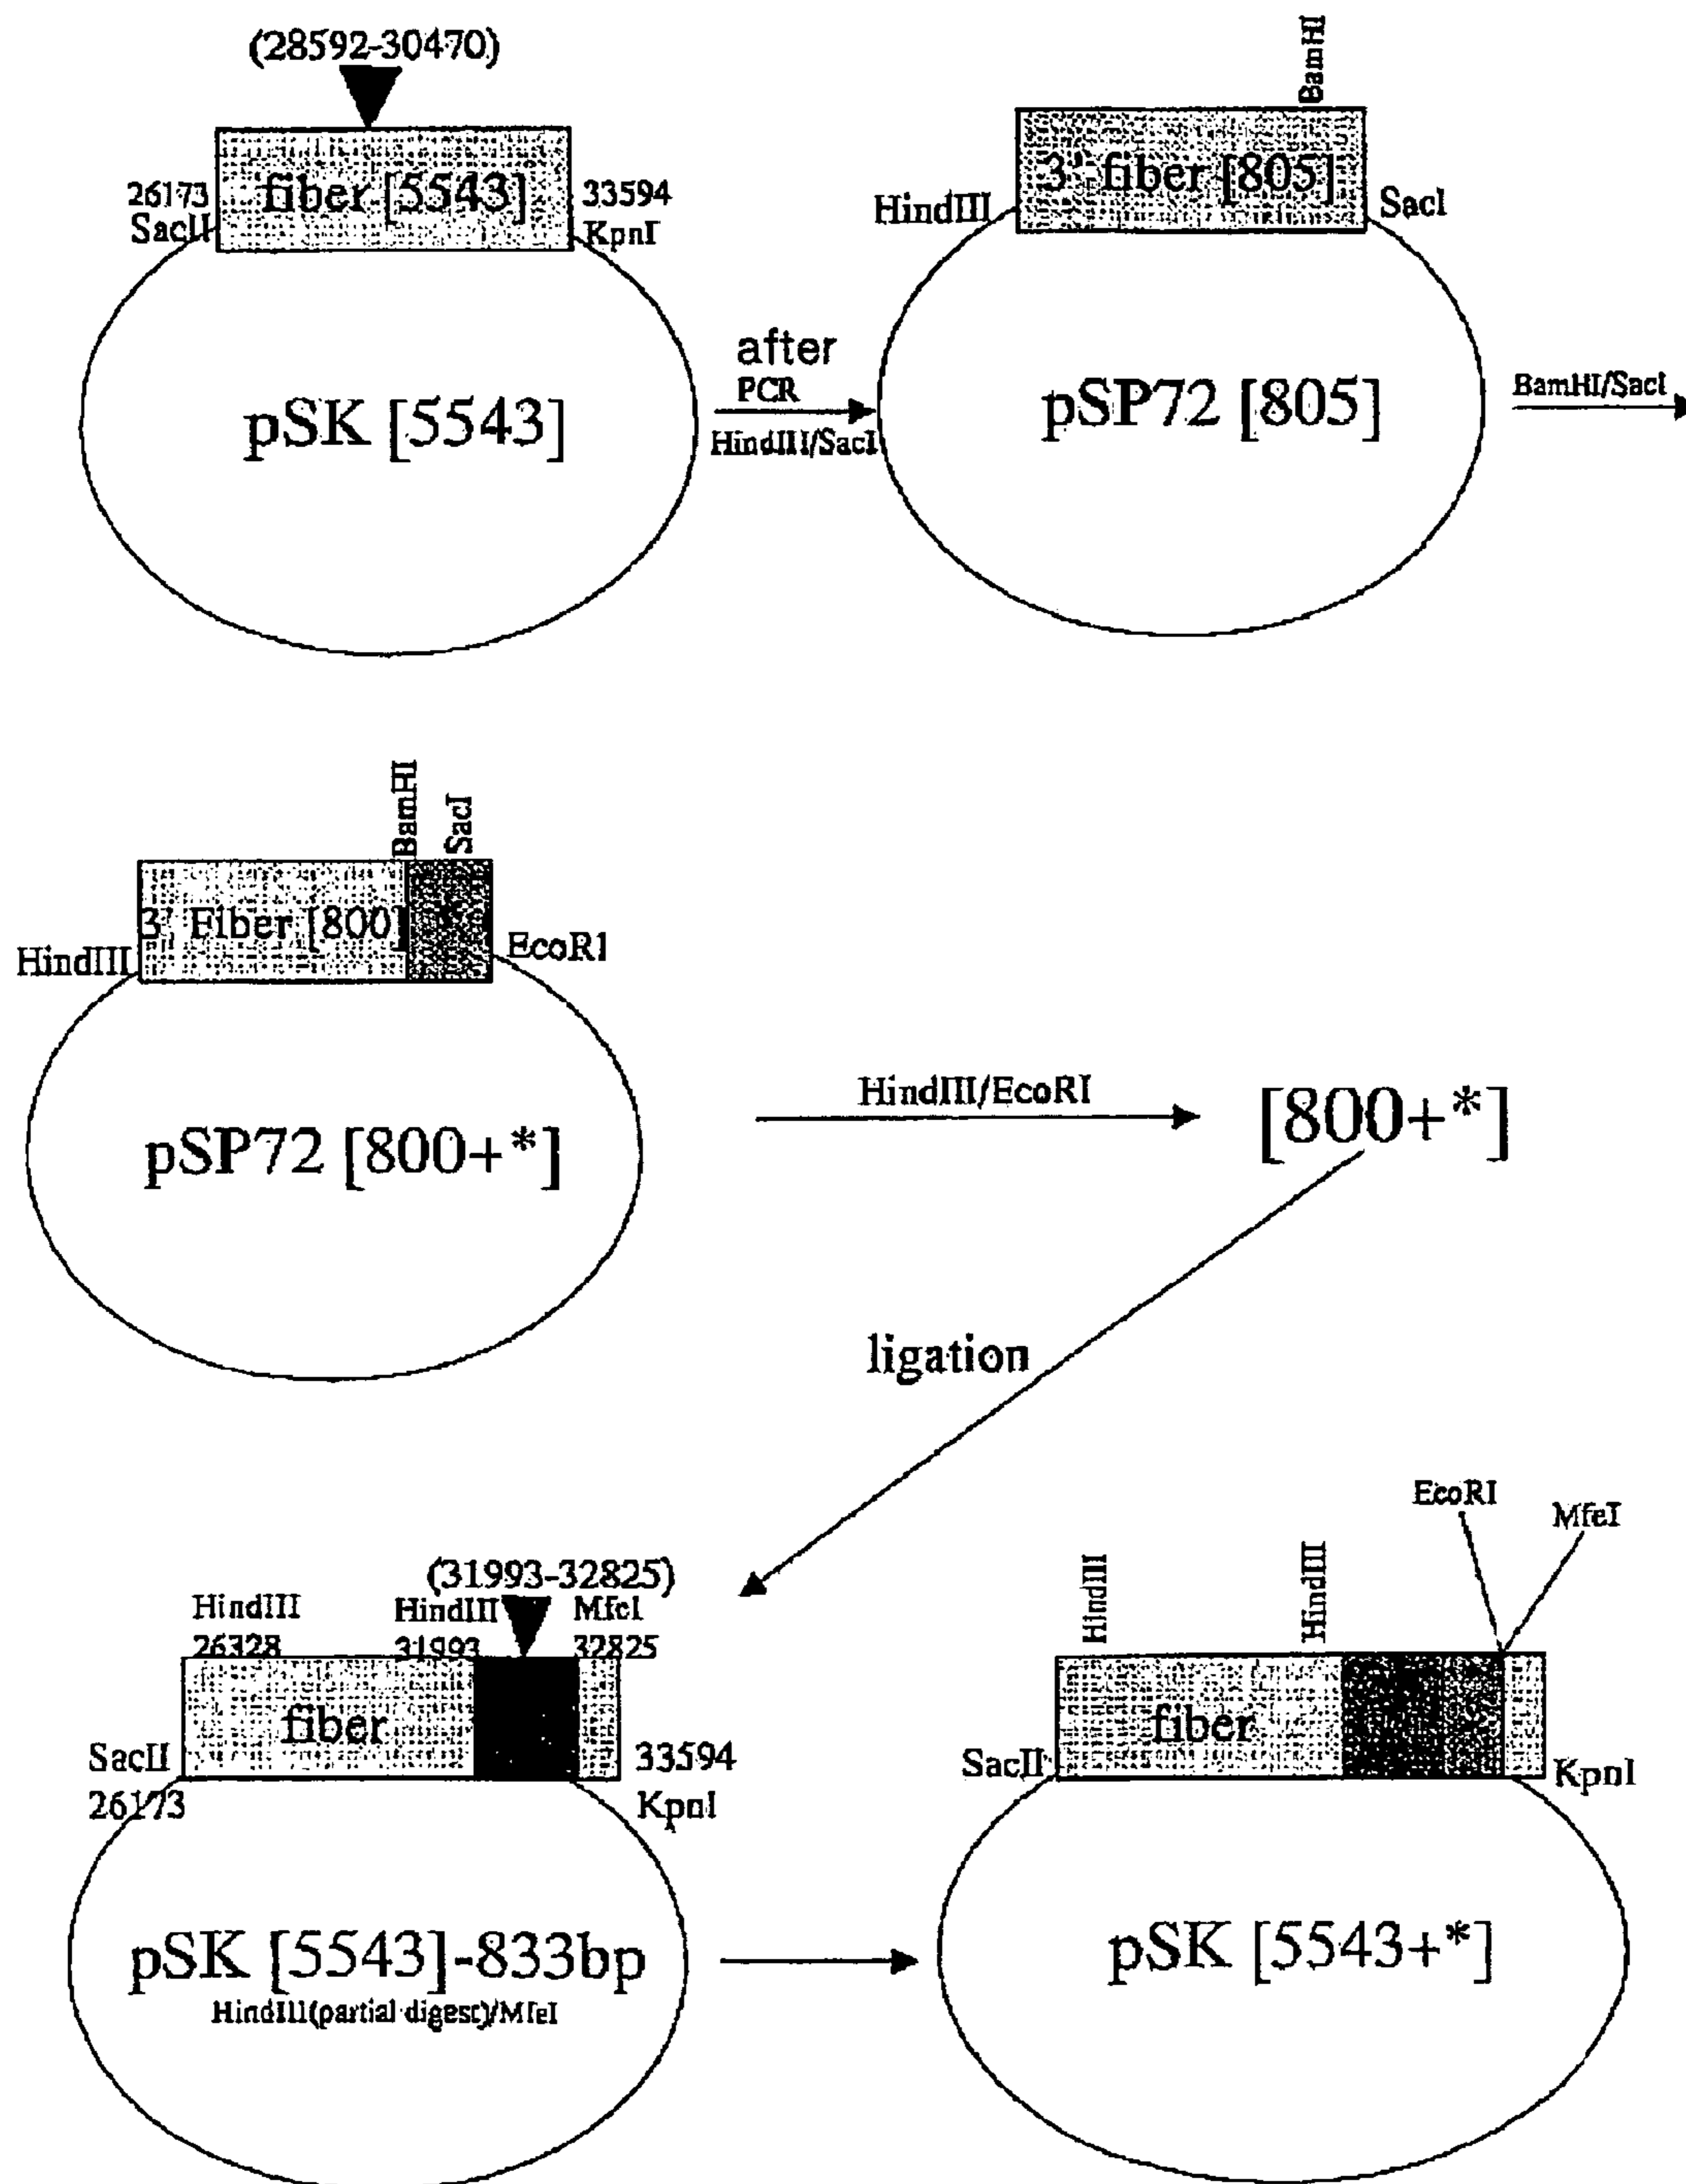 (28592-30470)
fiber [5543]
26173
SacII
33594
KpnI
pSK [5543]
after
PCR
HindIII/SacI
BamHI
3' fiber [805]
HindIII
SacI
pSP72 [805]
BamHI/SacI
BamHI
SacI
3' Fiber [800]
HindIII
EcoRI
pSP72 [800+*]
HindIII/EcoRI
[800+*]
ligation
(31993-32825)
HindIII
26328
HindIII
31993
MfeI
32825
fiber
SacII
26173
33594
KpnI
pSK [5543]-833bp
HindIII(partial digest)/MfeI
EcoRI
MfeI
HindIII
HindIII
fiber
SacII
KpnI
pSK [5543+*]